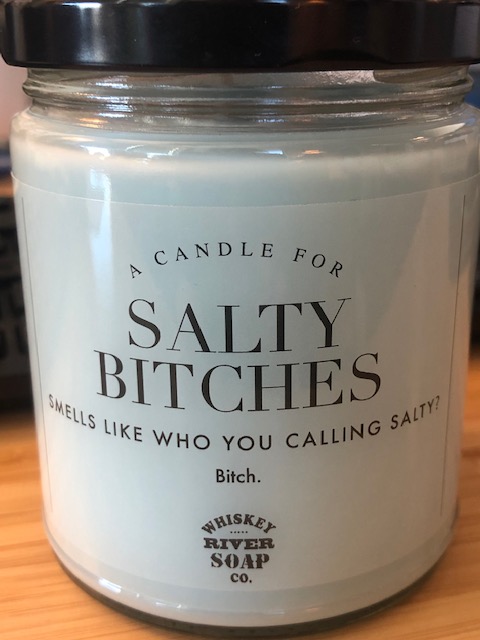 A CANDLE FOR
SALTY
BITCHES
SMELLS LIKE WHO YOU CALLING SALTY?
Bitch.
WHISKEY
RIVER
SOAP
CO.